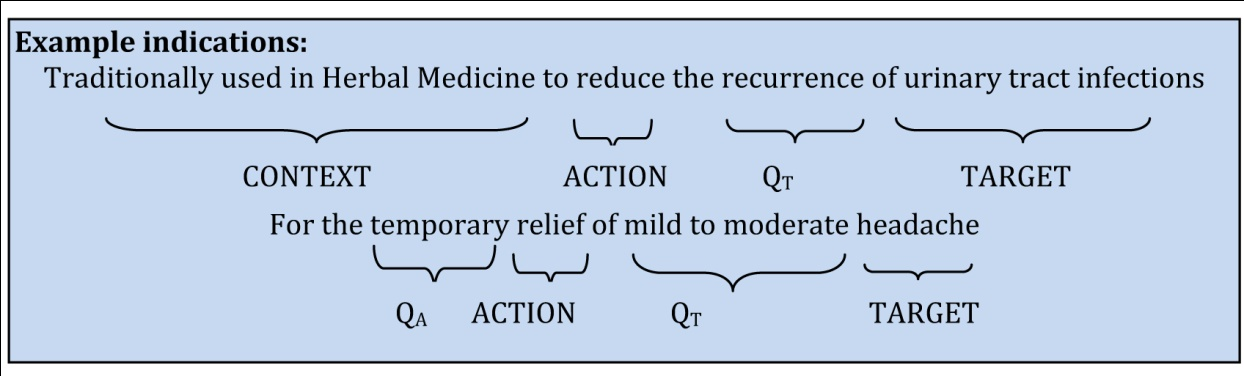 Example indications:
Traditionally used in Herbal Medicine to reduce the recurrence of urinary tract infections
CONTEXT ACTION QT TARGET
For the temporary relief of mild to moderate headache
QA ACTION QT TARGET